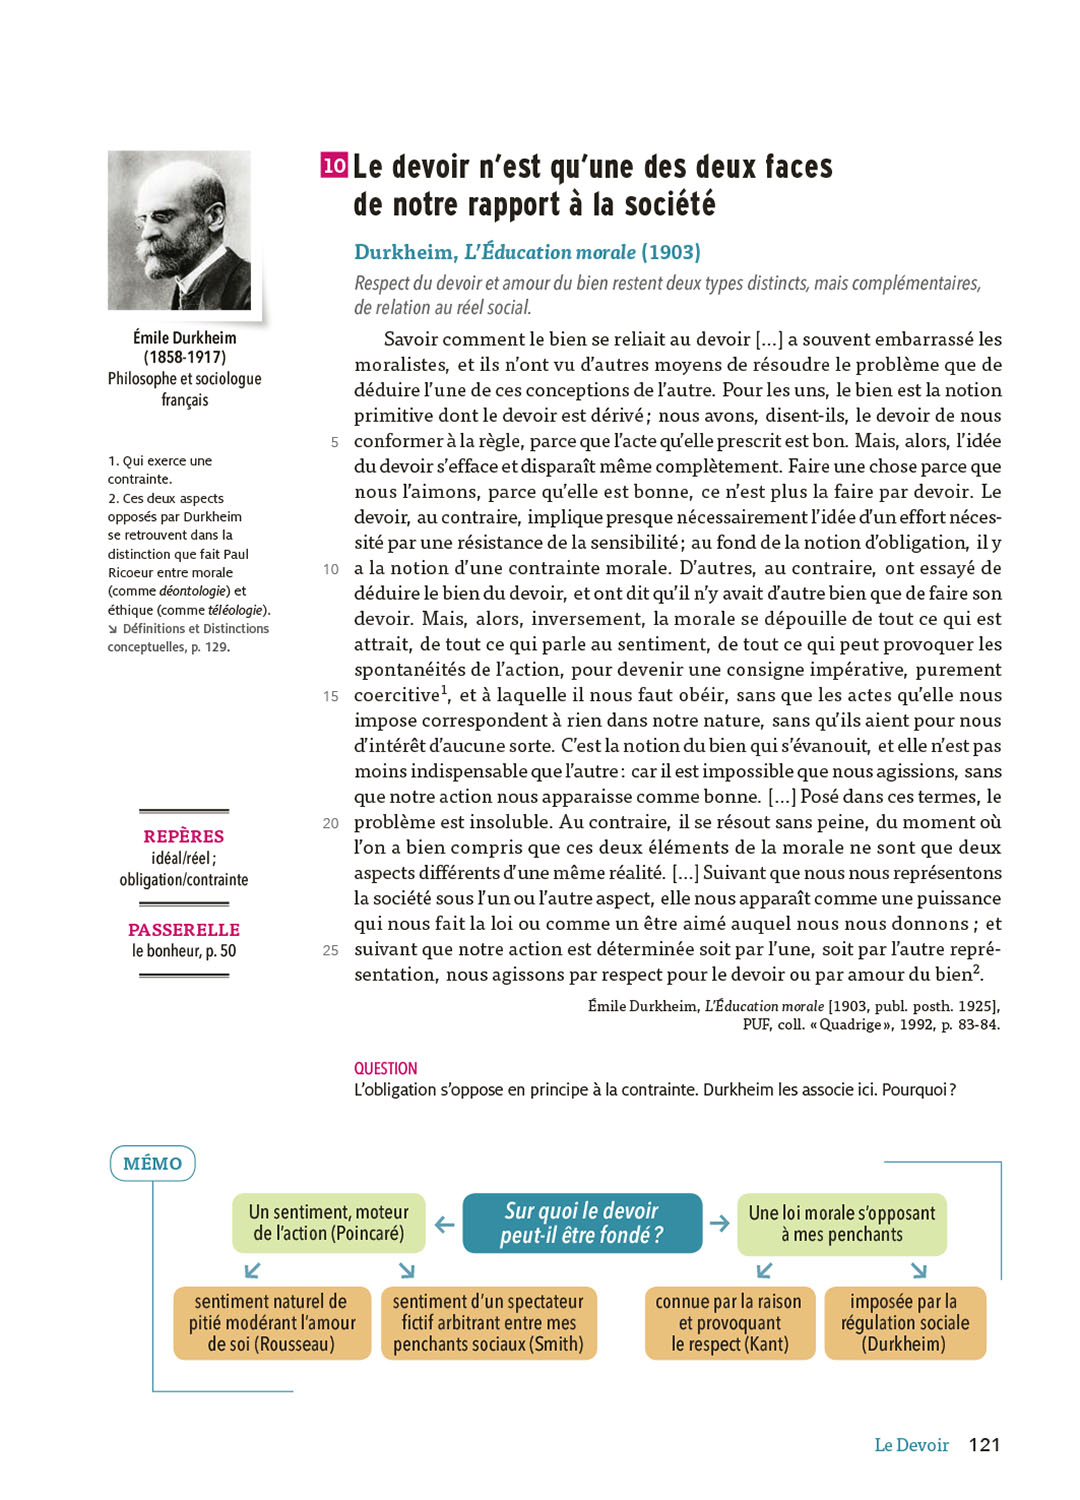 10 Le devoir n’est qu’une des deux faces
de notre rapport à la société
Durkheim, L’Éducation morale (1903)
Respect du devoir et amour du bien restent deux types distincts, mais complémentaires,
de relation au réel social.
Émile Durkheim
(1858-1917)
Philosophe et sociologue
français
1. Qui exerce une
contrainte.
2. Ces deux aspects
opposés par Durkheim
se retrouvent dans la
distinction que fait Paul
Ricoeur entre morale
(comme déontologie) et
éthique (comme téléologie).
↘ Définitions et Distinctions
conceptuelles, p. 129.
REPÈRES
idéal/réel ;
obligation/contrainte
PASSERELLE
le bonheur, p. 50
Savoir comment le bien se reliait au devoir [...] a souvent embarrassé les
moralistes, et ils n’ont vu d’autres moyens de résoudre le problème que de
déduire l’une de ces conceptions de l’autre. Pour les uns, le bien est la notion
primitive dont le devoir est dérivé ; nous avons, disent-ils, le devoir de nous
5 conformer à la règle, parce que l’acte qu’elle prescrit est bon. Mais, alors, l’idée
du devoir s’efface et disparaît même complètement. Faire une chose parce que
nous l’aimons, parce qu’elle est bonne, ce n’est plus la faire par devoir. Le
devoir, au contraire, implique presque nécessairement l’idée d’un effort néces-
sité par une résistance de la sensibilité ; au fond de la notion d’obligation, il y
10 a la notion d’une contrainte morale. D’autres, au contraire, ont essayé de
déduire le bien du devoir, et ont dit qu’il n’y avait d’autre bien que de faire son
devoir. Mais, alors, inversement, la morale se dépouille de tout ce qui est
attrait, de tout ce qui parle au sentiment, de tout ce qui peut provoquer les
spontanéités de l’action, pour devenir une consigne impérative, purement
15 coercitive1, et à laquelle il nous faut obéir, sans que les actes qu’elle nous
impose correspondent à rien dans notre nature, sans qu’ils aient pour nous
d’intérêt d’aucune sorte. C’est la notion du bien qui s’évanouit, et elle n’est pas
moins indispensable que l’autre : car il est impossible que nous agissions, sans
que notre action nous apparaisse comme bonne. [...] Posé dans ces termes, le
20 problème est insoluble. Au contraire, il se résout sans peine, du moment où
l’on a bien compris que ces deux éléments de la morale ne sont que deux
aspects différents d’une même réalité. [...] Suivant que nous nous représentons
la société sous l’un ou l’autre aspect, elle nous apparaît comme une puissance
qui nous fait la loi ou comme un être aimé auquel nous nous donnons ; et
25 suivant que notre action est déterminée soit par l’une, soit par l’autre repré-
sentation, nous agissons par respect pour le devoir ou par amour du bien2.
Émile Durkheim, L’Éducation morale [1903, publ. posth. 1925],
PUF, coll. « Quadrige », 1992, p. 83-84.
QUESTION
L’obligation s’oppose en principe à la contrainte. Durkheim les associe ici. Pourquoi ?
MÉMO
Un sentiment, moteur
de l’action (Poincaré)
←
Sur quoi le devoir
peut-il être fondé ?
→
Une loi morale s’opposant
à mes penchants
sentiment naturel de
pitié modérant l’amour
de soi (Rousseau)
sentiment d’un spectateur
fictif arbitrant entre mes
penchants sociaux (Smith)
connue par la raison
et provoquant
le respect (Kant)
imposée par la
régulation sociale
(Durkheim)
Le Devoir 121